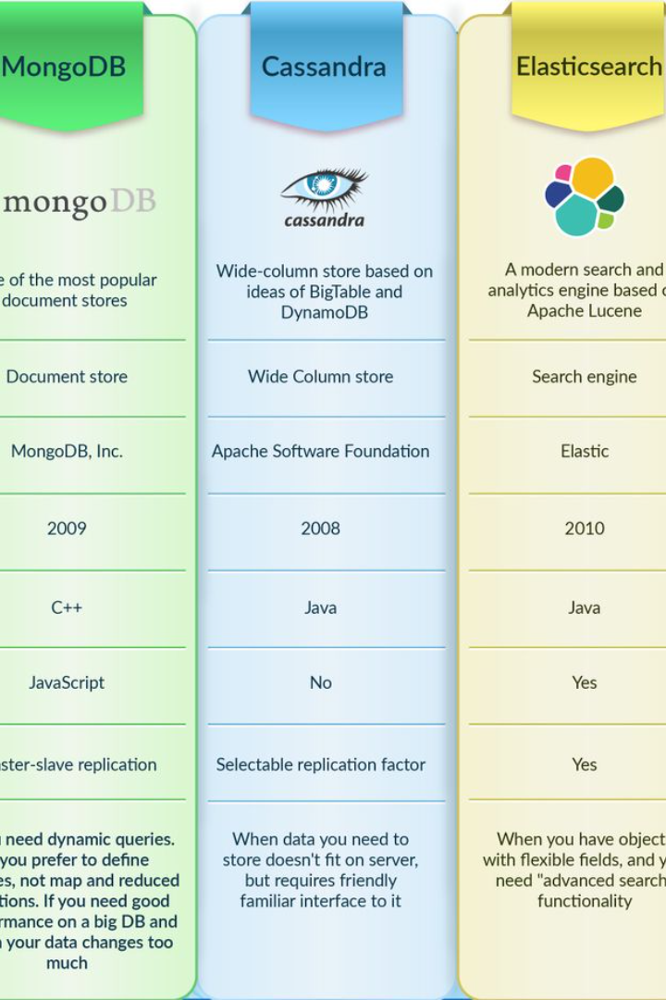 MongoDB
mongoDB
of the most popular
document stores
Document store
MongoDB, Inc.
2009
C++
JavaScript
replication
need dynamic queries.
you prefer to define
not map and reduced
If you need good
on a big DB and
your data changes too
much
Cassandra
cassandra
Wide-column store based on
ideas of BigTable and
DynamoDB
Wide Column store
Apache Software Foundation
2008
Java
No
Selectable replication factor
When data you need to
store doesn't fit on server,
but requires friendly
familiar interface to it
Elasticsearch
A modern search and
analytics engine based
Apache Lucene
Search engine
Elastic
2010
Java
Yes
Yes
When you have object
with flexible fields, and
need "advanced search
functionality